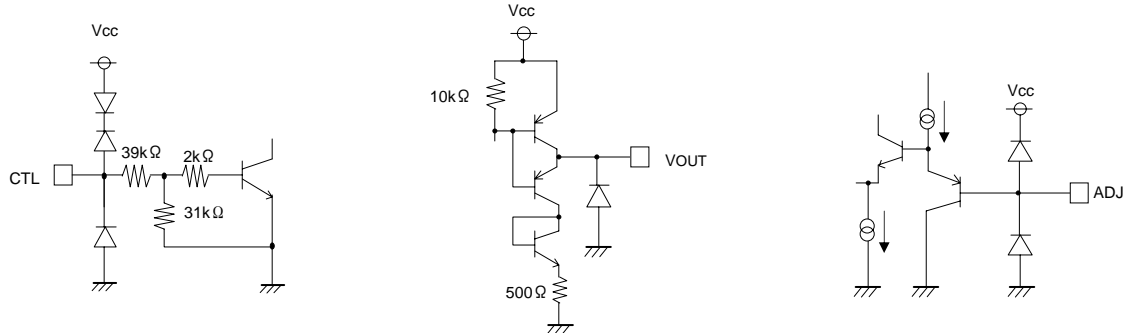 Vcc
39kΩ
2kΩ
CTL
31kΩ
Vcc
10kΩ
VOUT
500Ω
Vcc
ADJ